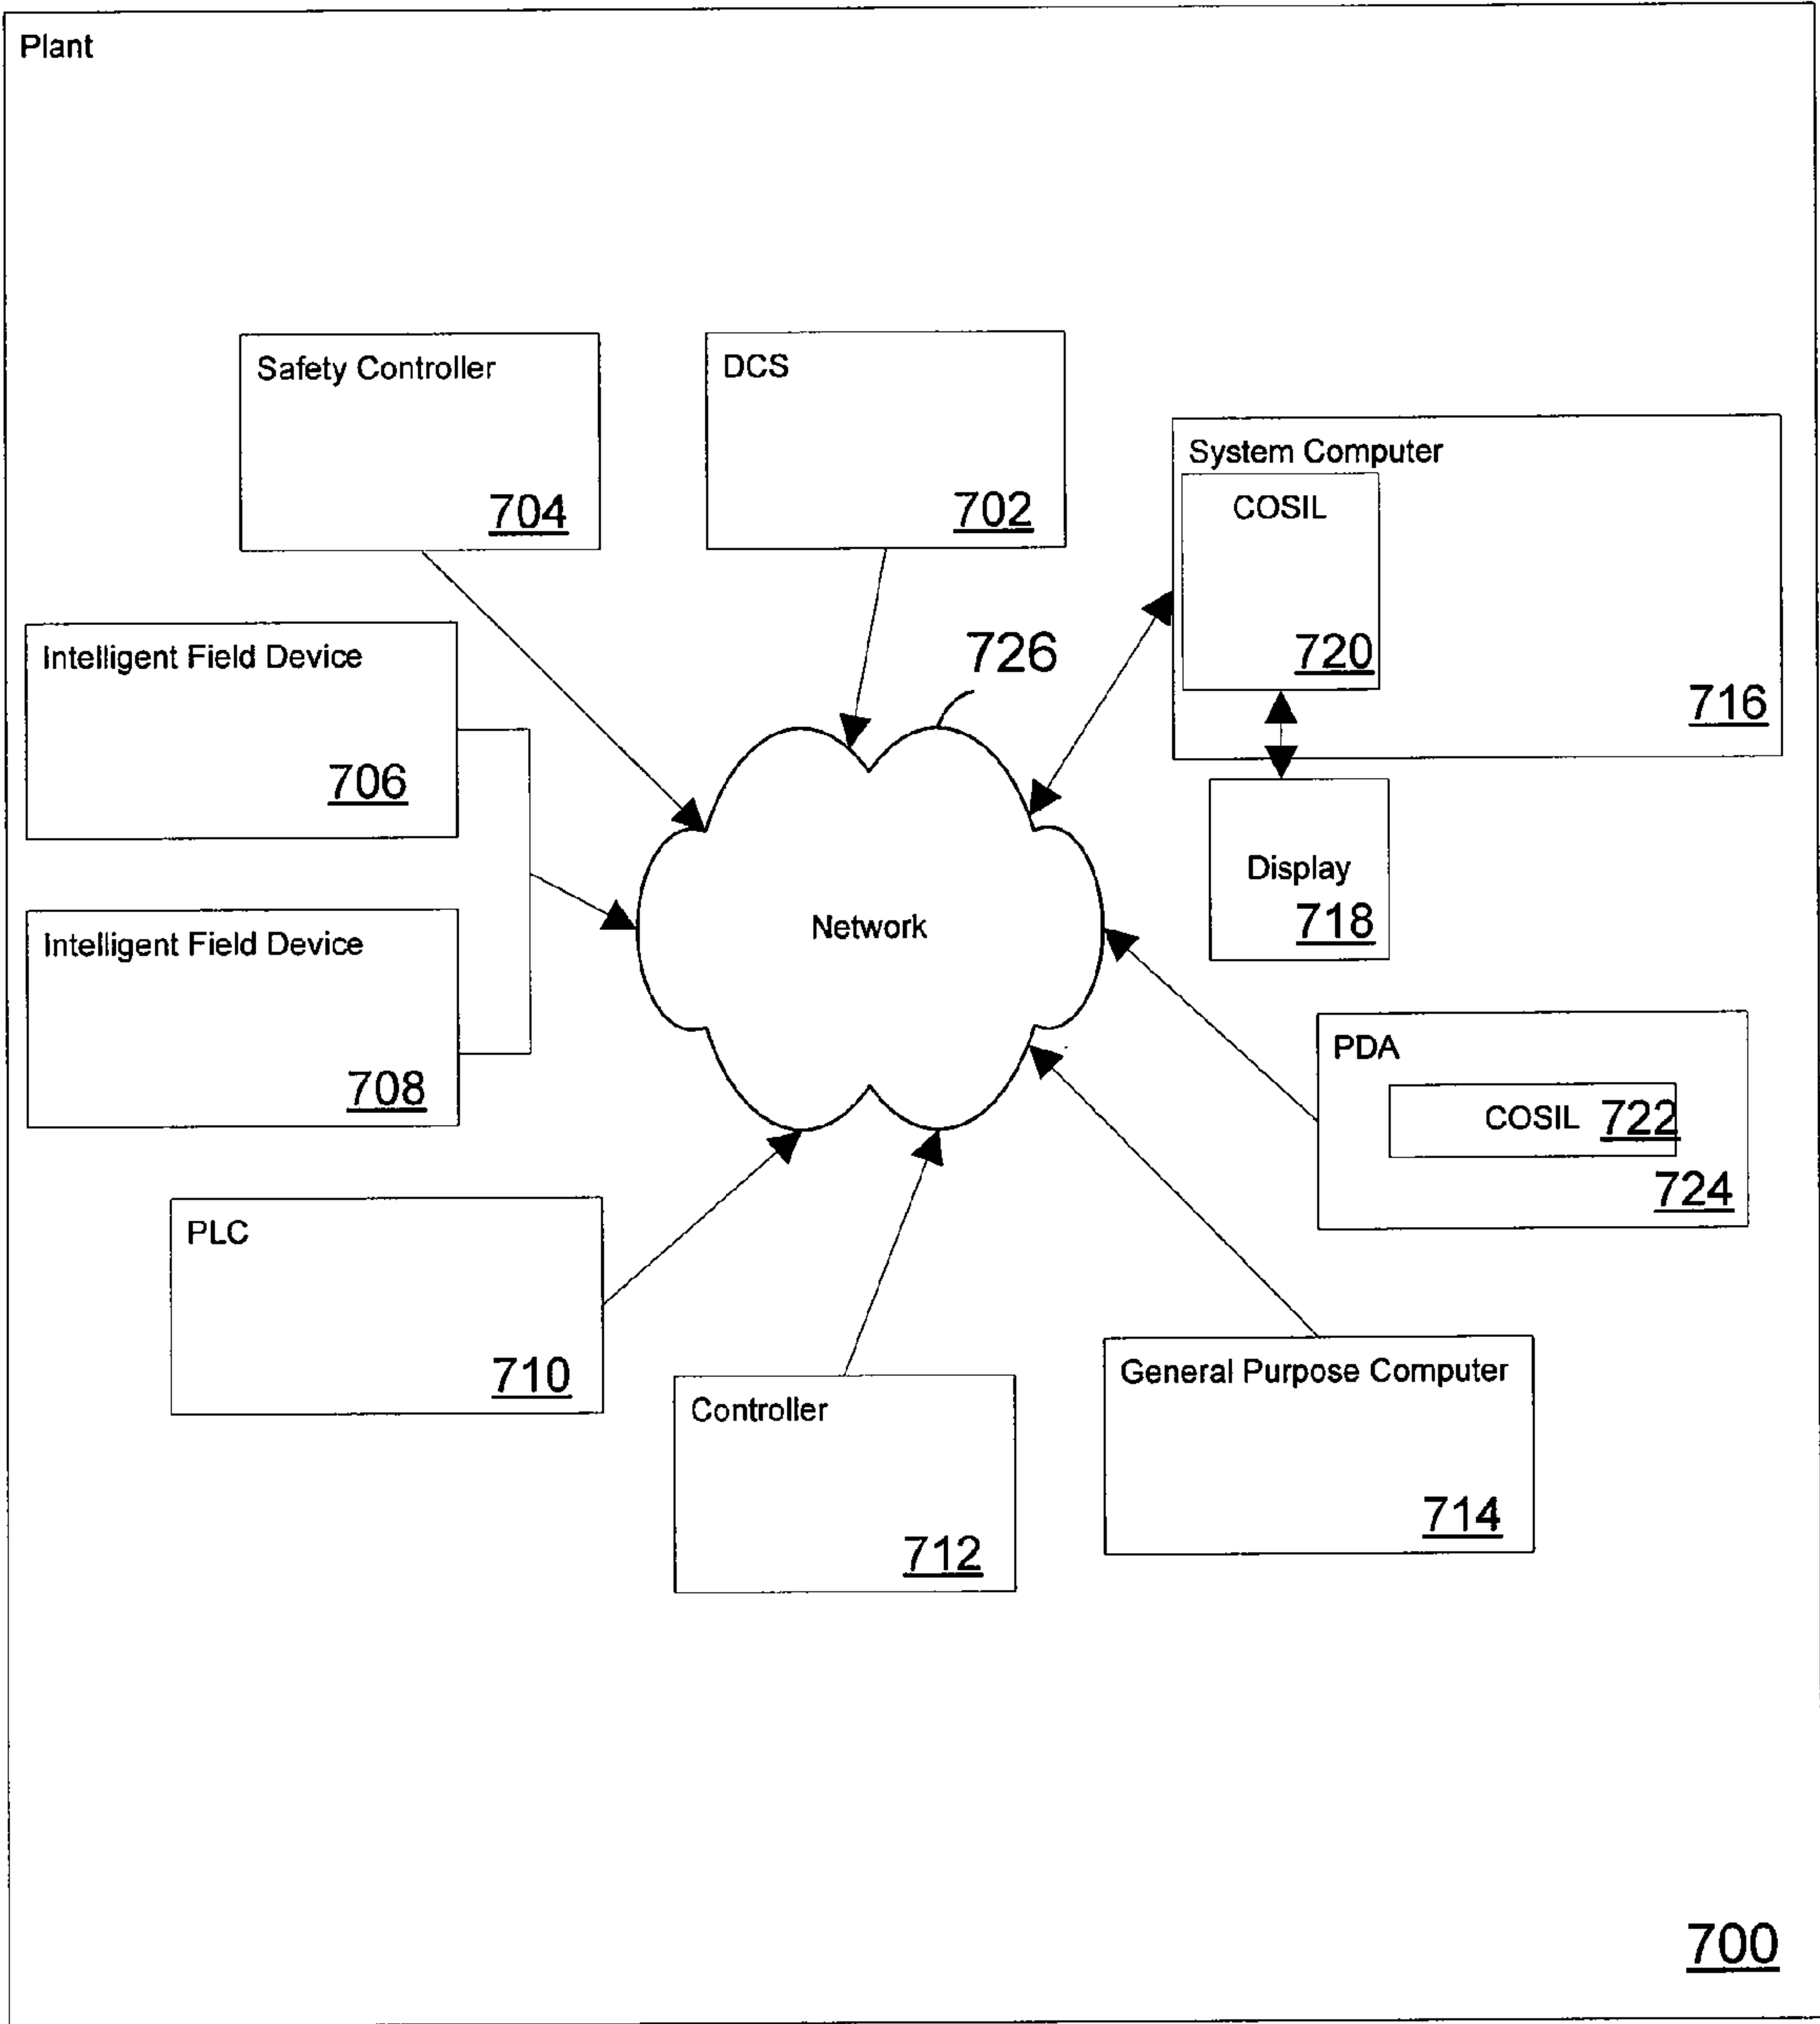 Plant
Safety Controller
704
DCS
702
System Computer
COSIL
720
716
Intelligent Field Device
706
726
Display
718
Intelligent Field Device
708
Network
PDA
COSIL 722
724
PLC
710
Controller
712
General Purpose Computer
714
700